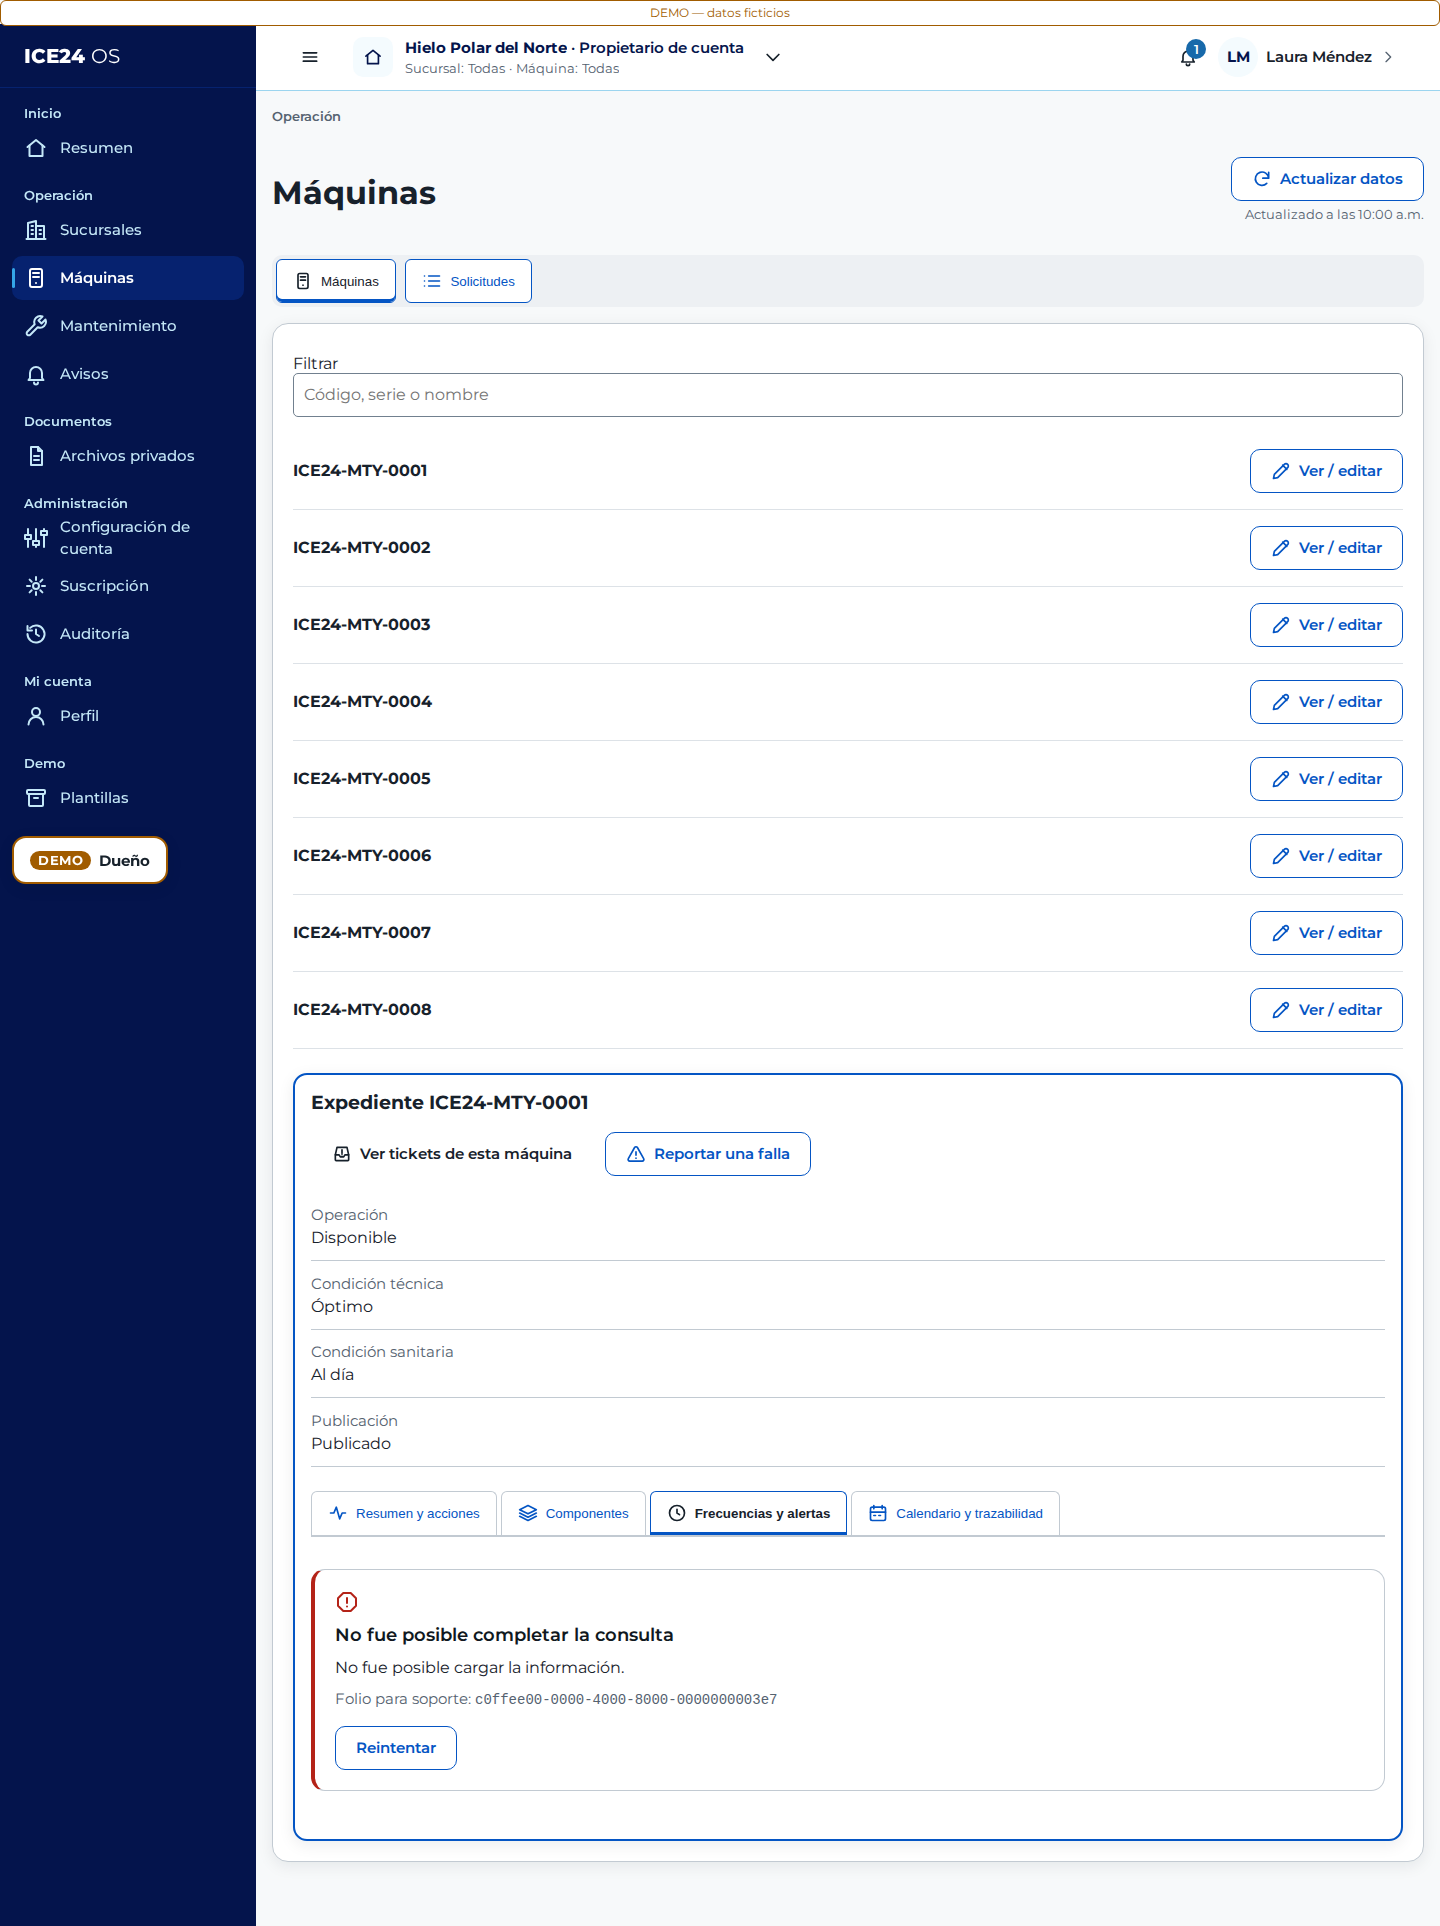 DEMO — datos ficticios
ICE24 OS
Hielo Polar del Norte · Propietario de cuenta
Sucursal: Todas · Máquina: Todas
1
LM
Laura Méndez
Inicio
Resumen
Operación
Sucursales
Máquinas
Mantenimiento
Avisos
Documentos
Archivos privados
Administración
Configuración de
cuenta
Suscripción
Auditoría
Mi cuenta
Perfil
Demo
Plantillas
DEMO Dueño
Operación
Máquinas
Actualizar datos
Actualizado a las 10:00 a.m.
Máquinas
Solicitudes
Filtrar
Código, serie o nombre
ICE24-MTY-0001
Ver / editar
ICE24-MTY-0002
Ver / editar
ICE24-MTY-0003
Ver / editar
ICE24-MTY-0004
Ver / editar
ICE24-MTY-0005
Ver / editar
ICE24-MTY-0006
Ver / editar
ICE24-MTY-0007
Ver / editar
ICE24-MTY-0008
Ver / editar
Expediente ICE24-MTY-0001
Ver tickets de esta máquina
Reportar una falla
Operación
Disponible
Condición técnica
Óptimo
Condición sanitaria
Al día
Publicación
Publicado
Resumen y acciones
Componentes
Frecuencias y alertas
Calendario y trazabilidad
No fue posible completar la consulta
No fue posible cargar la información.
Folio para soporte: c0ffee00-0000-4000-8000-0000000003e7
Reintentar